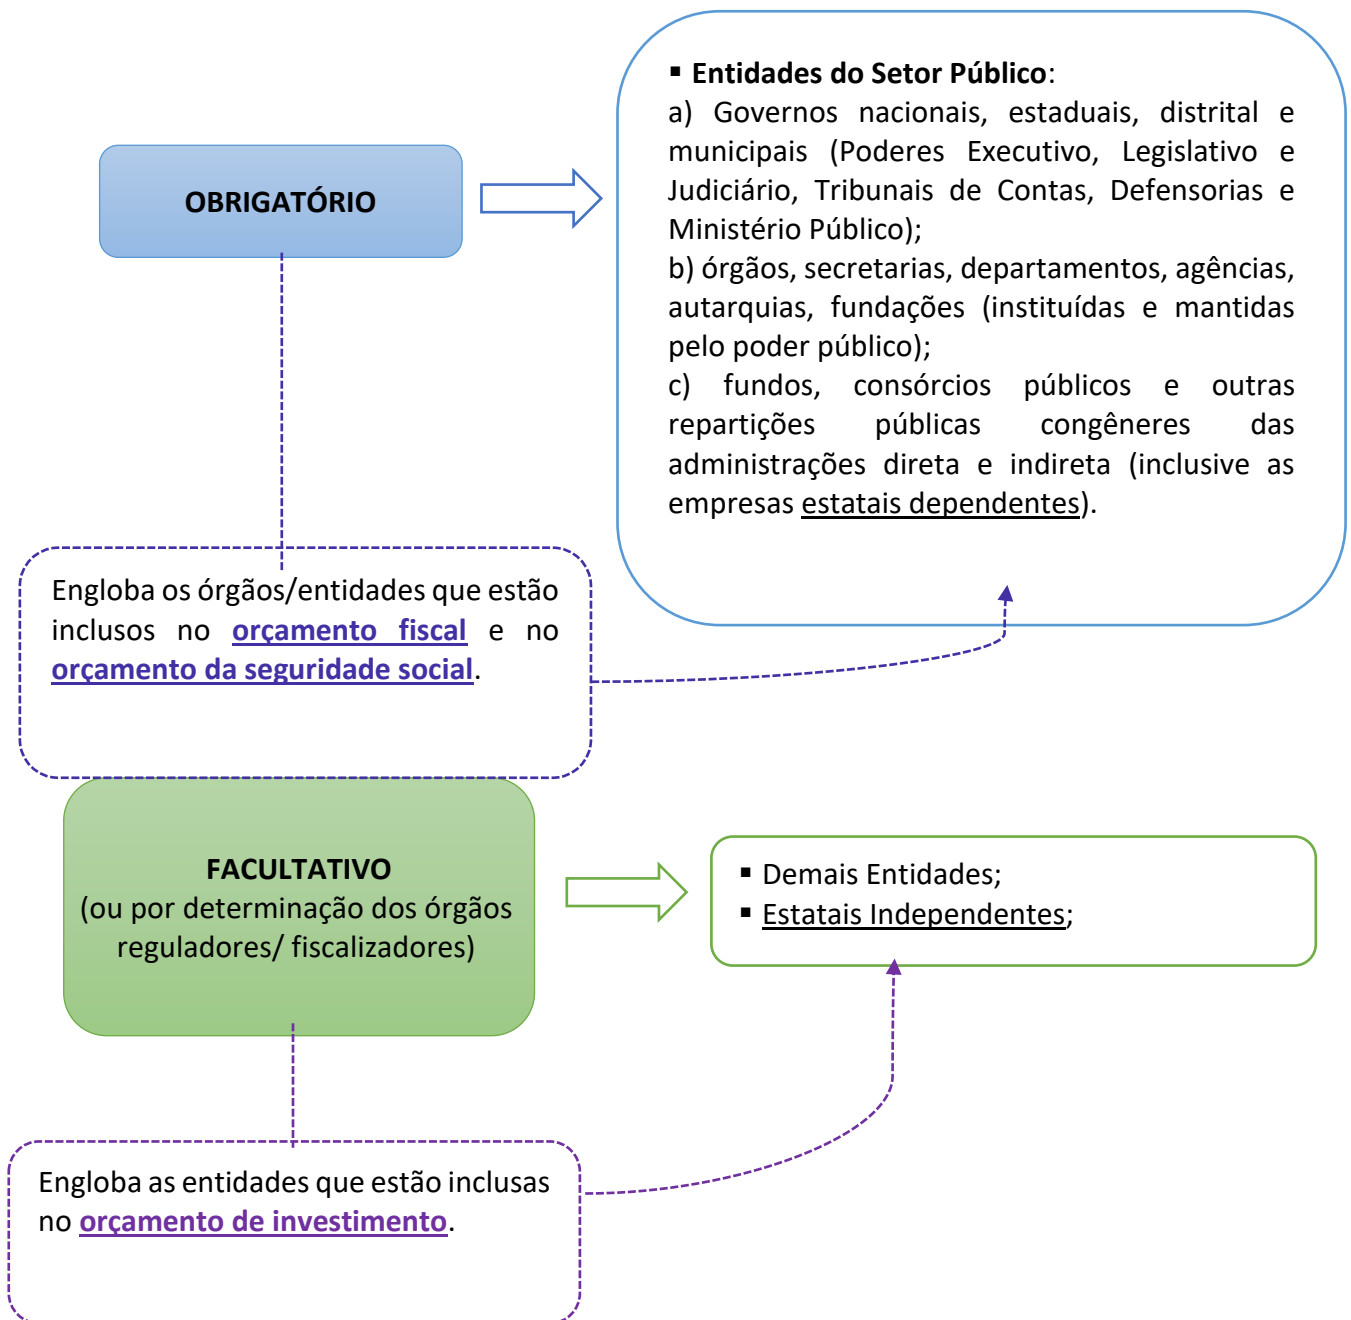 OBRIGATÓRIO
▪ Entidades do Setor Público:
a) Governos nacionais, estaduais, distrital e
municipais (Poderes Executivo, Legislativo e
Judiciário, Tribunais de Contas, Defensorias e
Ministério Público);
b) órgãos, secretarias, departamentos, agências,
autarquias, fundações (instituídas e mantidas
pelo poder público);
c) fundos, consórcios públicos e outras
repartições públicas congêneres das
administrações direta e indireta (inclusive as
empresas estatais dependentes).
Engloba os órgãos/entidades que estão
inclusos no orçamento fiscal e no
orçamento da seguridade social.
FACULTATIVO
(ou por determinação dos órgãos
reguladores/ fiscalizadores)
▪ Demais Entidades;
▪ Estatais Independentes;
Engloba as entidades que estão inclusas
no orçamento de investimento.